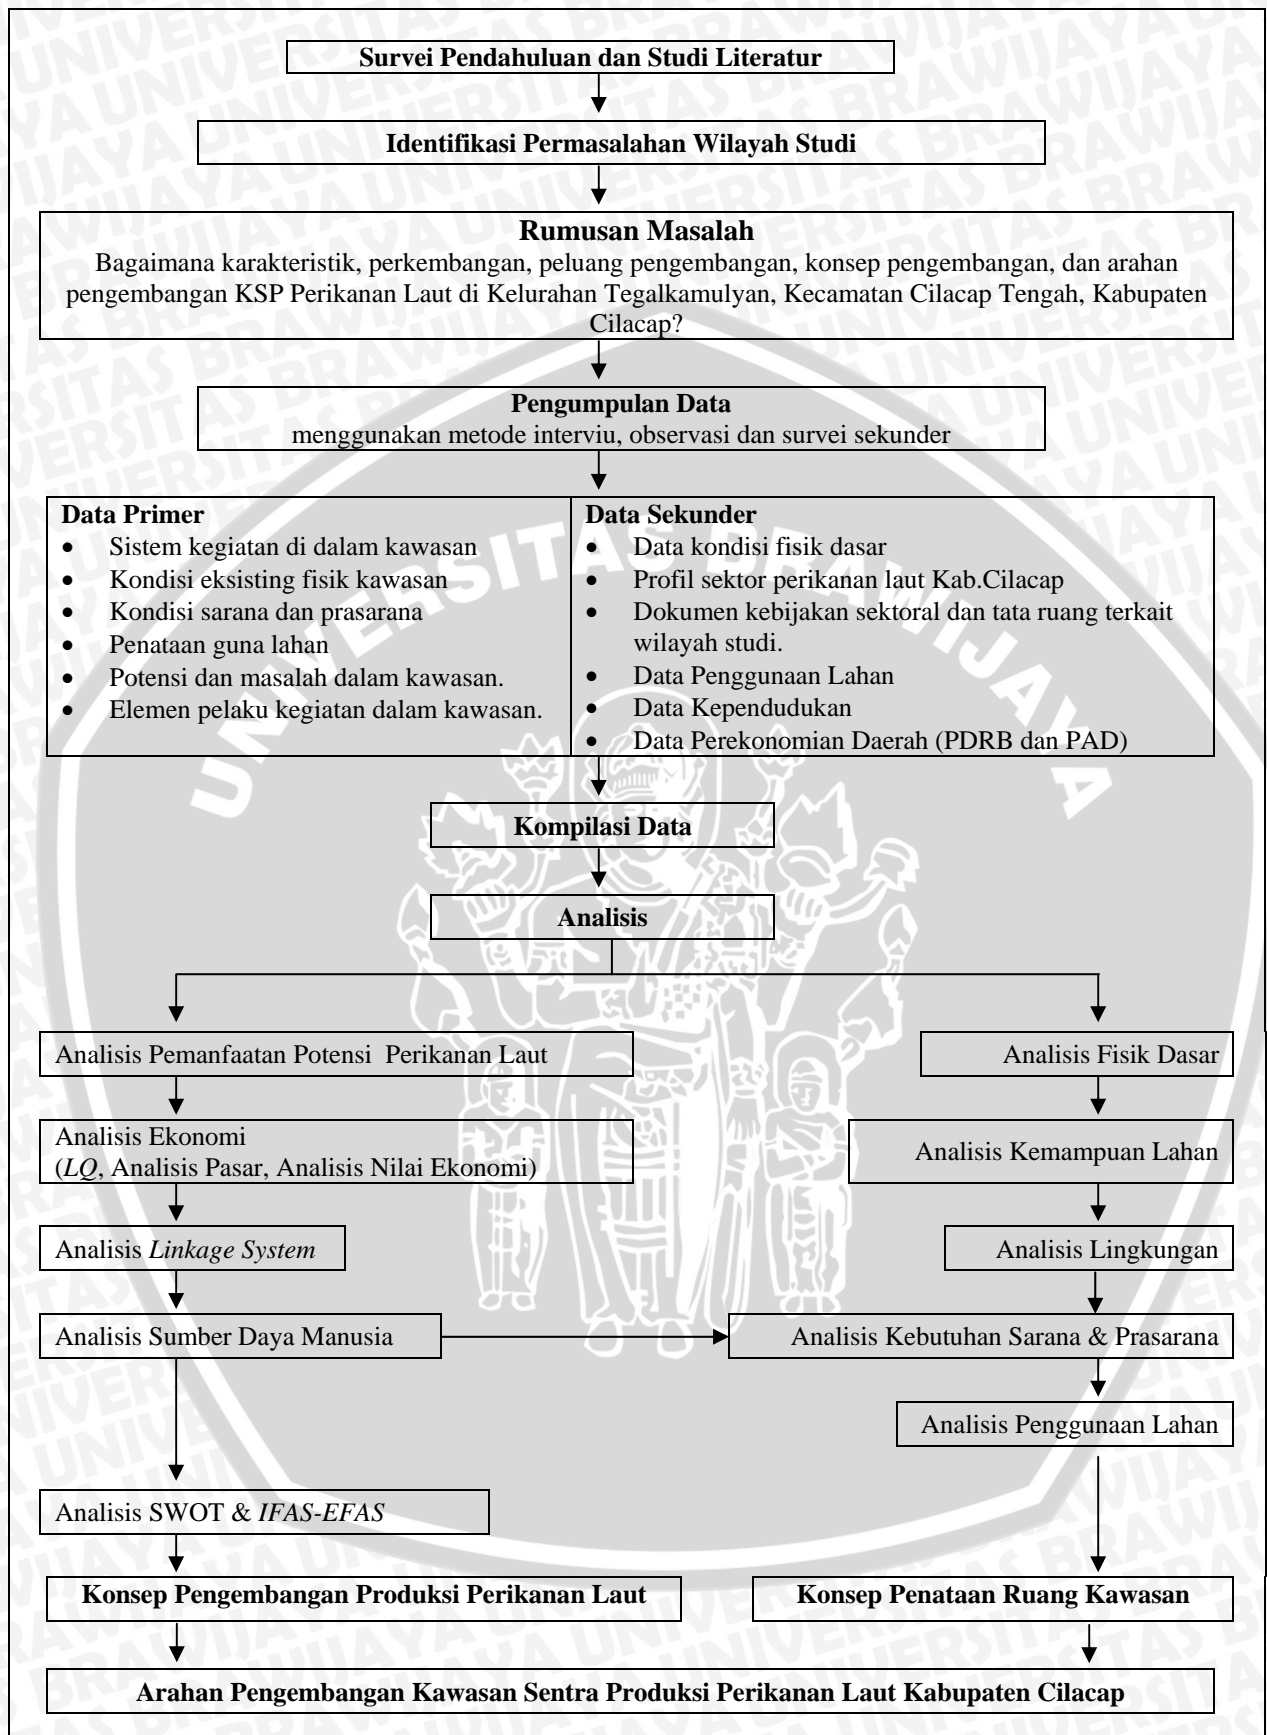 Survei Pendahuluan dan Studi Literatur
Identifikasi Permasalahan Wilayah Studi
Rumusan Masalah
Bagaimana karakteristik, perkembangan, peluang pengembangan, konsep pengembangan, dan arahan
pengembangan KSP Perikanan Laut di Kelurahan Tegalkamulyan, Kecamatan Cilacap Tengah, Kabupaten
Cilacap?
Pengumpulan Data
menggunakan metode interviu, observasi dan survei sekunder
Data Primer
• Sistem kegiatan di dalam kawasan
• Kondisi eksisting fisik kawasan
• Kondisi sarana dan prasarana
• Penataan guna lahan
• Potensi dan masalah dalam kawasan.
• Elemen pelaku kegiatan dalam kawasan.
Data Sekunder
• Data kondisi fisik dasar
• Profil sektor perikanan laut Kab.Cilacap
• Dokumen kebijakan sektoral dan tata ruang terkait
wilayah studi.
• Data Penggunaan Lahan
• Data Kependudukan
• Data Perekonomian Daerah (PDRB dan PAD)
Kompilasi Data
Analisis
Analisis Pemanfaatan Potensi Perikanan Laut
Analisis Fisik Dasar
Analisis Ekonomi
(LQ, Analisis Pasar, Analisis Nilai Ekonomi)
Analisis Kemampuan Lahan
Analisis Linkage System
Analisis Lingkungan
Analisis Sumber Daya Manusia
Analisis Kebutuhan Sarana & Prasarana
Analisis Penggunaan Lahan
Analisis SWOT & IFAS-EFAS
Konsep Pengembangan Produksi Perikanan Laut
Konsep Penataan Ruang Kawasan
Arahan Pengembangan Kawasan Sentra Produksi Perikanan Laut Kabupaten Cilacap
UNIVERSITAS BRAWIJAYA